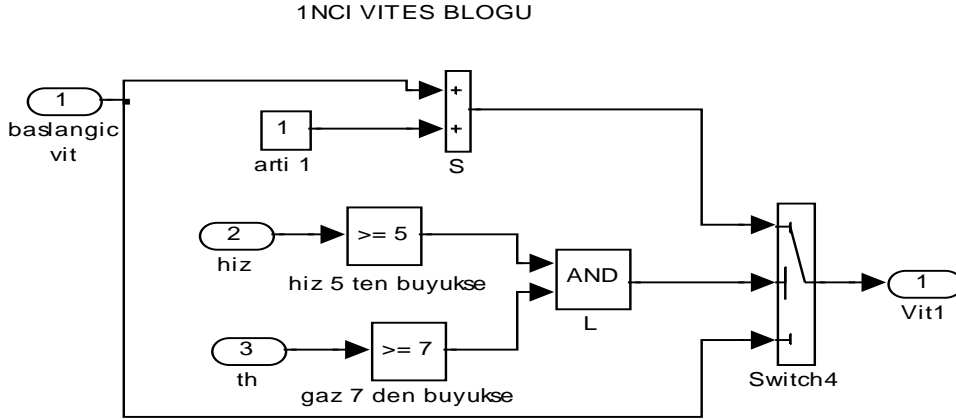 1NCI VITES BLOGU
1
baslangic
vit
+
+
S
1
arti 1
2
hiz
>= 5
hiz 5 ten buyukse
AND
L
3
th
>= 7
gaz 7 den buyukse
Switch4
1
Vit1